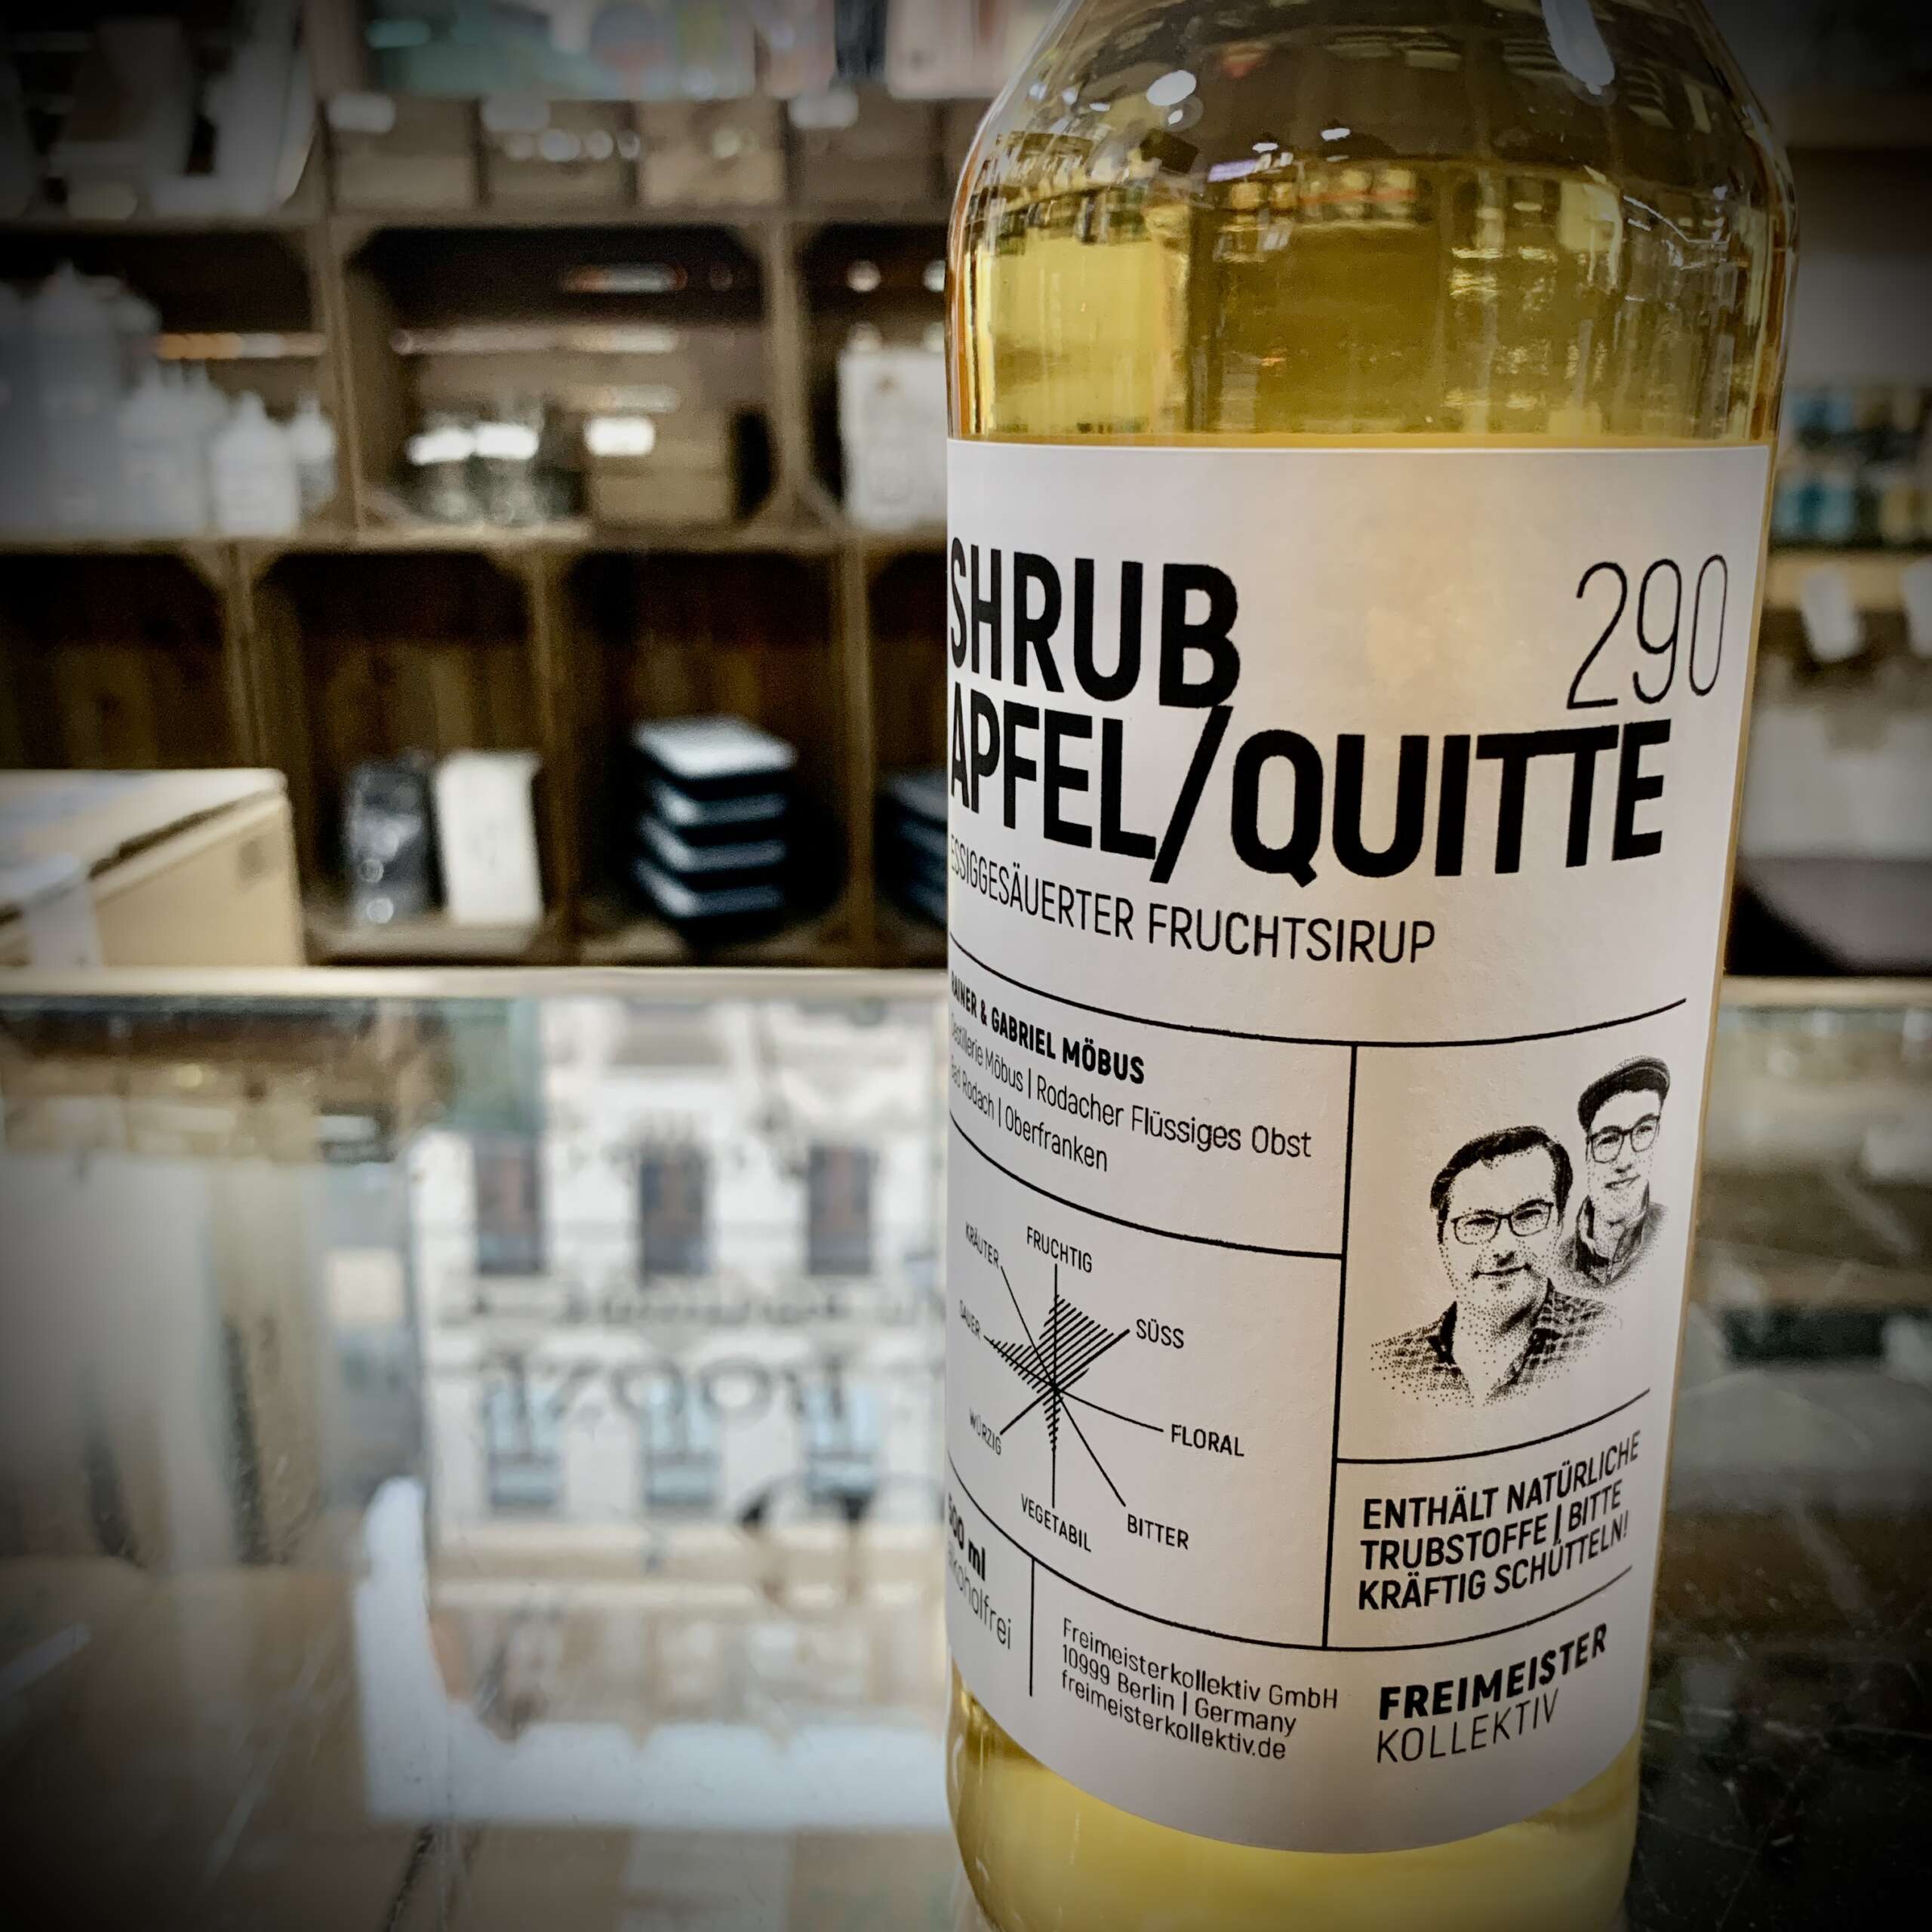 SHRUB
290
APFEL/QUITTE
ESSIGGESÄUERTER FRUCHTSIRUP
RAINER & GABRIEL MÖBUS
Destillerie Möbus | Rodacher Flüssiges Obst
Bad Rodach | Oberfranken
KRÄUTER
FRUCHTIG
SAUER
SÜSS
WÜRZIG
FLORAL
VEGETABIL
BITTER
ENTHÄLT NATÜRLICHE
TRUBSTOFFE | BITTE
KRÄFTIG SCHÜTTELN!
500 ml
alkoholfrei
Freimeisterkollektiv GmbH
10999 Berlin | Germany
freimeisterkollektiv.de
FREIMEISTER
KOLLEKTIV